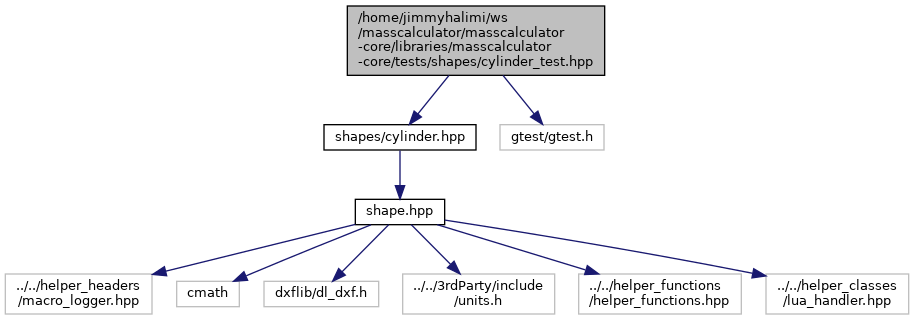 /home/jimmyhalimi/ws
/masscalculator/masscalculator
-core/libraries/masscalculator
-core/tests/shapes/cylinder_test.hpp
shapes/cylinder.hpp
gtest/gtest.h
shape.hpp
../../helper_headers
/macro_logger.hpp
cmath
dxflib/dl_dxf.h
../../3rdParty/include
/units.h
../../helper_functions
/helper_functions.hpp
../../helper_classes
/lua_handler.hpp